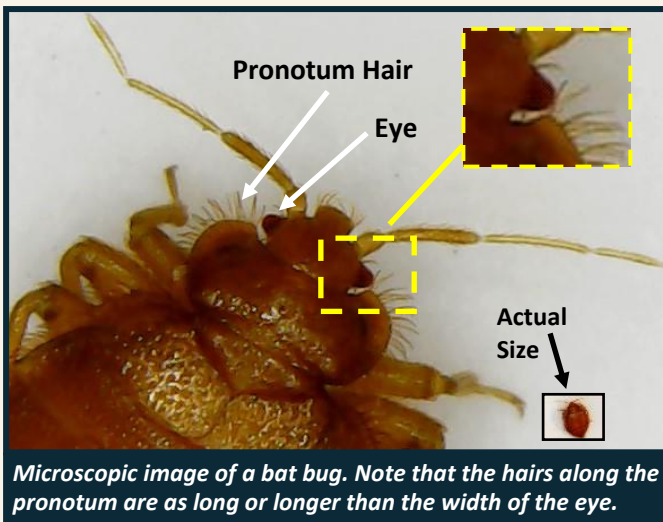 Pronotum Hair
Eye
Actual
Size
Microscopic image of a bat bug. Note that the hairs along the
pronotum are as long or longer than the width of the eye.